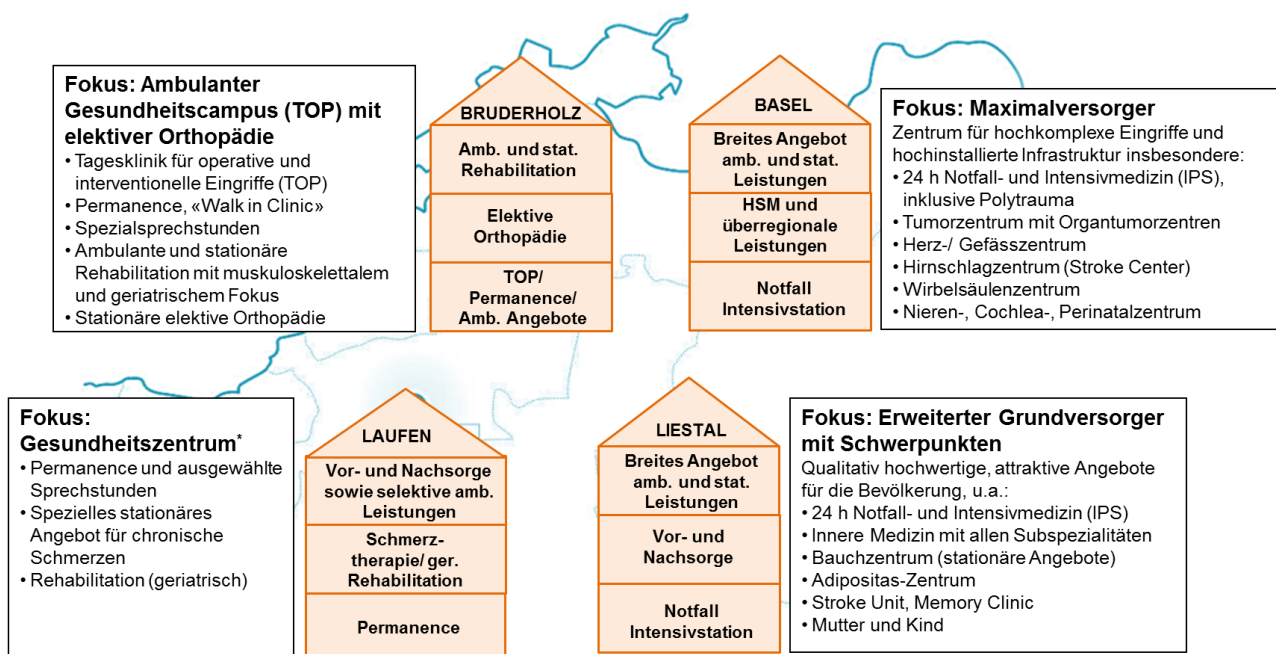 Fokus: Ambulanter
Gesundheitscampus (TOP) mit
elektiver Orthopädie
• Tagesklinik für operative und
interventionelle Eingriffe (TOP)
• Permanence, «Walk in Clinic»
• Spezialsprechstunden
• Ambulante und stationäre
Rehabilitation mit muskuloskelettalem
und geriatrischem Fokus
• Stationäre elektive Orthopädie
BRUDERHOLZ
Amb. und stat.
Rehabilitation
Elektive
Orthopädie
TOP/
Permanence/
Amb. Angebote
BASEL
Breites Angebot
amb. und stat.
Leistungen
HSM und
überregionale
Leistungen
Notfall
Intensivstation
Fokus: Maximalversorger
Zentrum für hochkomplexe Eingriffe und
hochinstallierte Infrastruktur insbesondere:
• 24 h Notfall- und Intensivmedizin (IPS),
inklusive Polytrauma
• Tumorzentrum mit Organtumorzentren
• Herz-/ Gefässzentrum
• Hirnschlagzentrum (Stroke Center)
• Wirbelsäulenzentrum
• Nieren-, Cochlea-, Perinatalzentrum
Fokus:
Gesundheitszentrum*
• Permanence und ausgewählte
Sprechstunden
• Spezielles stationäres
Angebot für chronische
Schmerzen
• Rehabilitation (geriatrisch)
LAUFEN
Vor- und Nachsorge
sowie selektive amb.
Leistungen
Schmerz-
therapie/ ger.
Rehabilitation
Permanence
LIESTAL
Breites Angebot
amb. und stat.
Leistungen
Vor- und
Nachsorge
Notfall
Intensivstation
Fokus: Erweiterter Grundversorger
mit Schwerpunkten
Qualitativ hochwertige, attraktive Angebote
für die Bevölkerung, u.a.:
• 24 h Notfall- und Intensivmedizin (IPS)
• Innere Medizin mit allen Subspezialitäten
• Bauchzentrum (stationäre Angebote)
• Adipositas-Zentrum
• Stroke Unit, Memory Clinic
• Mutter und Kind